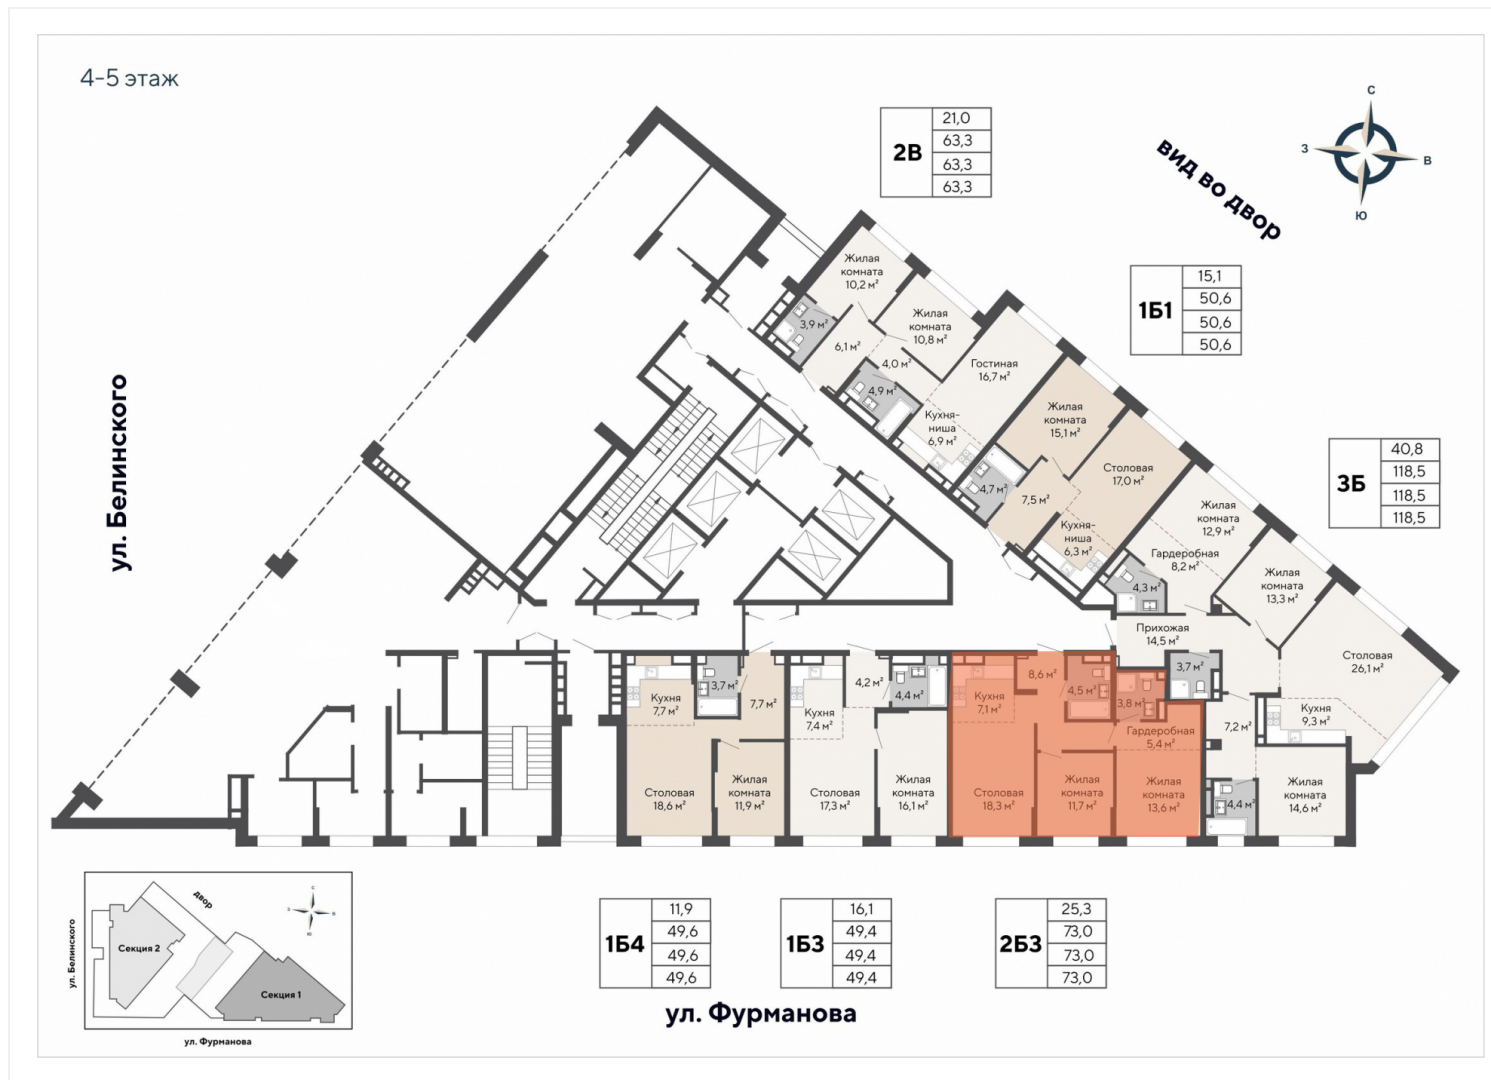 4-5 этаж
2В
21,0
63,3
63,3
63,3
С
З
В
Ю
вид во двор
1Б1
15,1
50,6
50,6
50,6
3Б
40,8
118,5
118,5
118,5
ул. Белинского
Жилая
комната
10,2 м²
3,9 м²
6,1 м²
Жилая
комната
10,8 м²
4,0 м²
4,9 м²
Гостиная
16,7 м²
Кухня-
ниша
6,9 м²
Жилая
комната
15,1 м²
4,7 м²
7,5 м²
Столовая
17,0 м²
Кухня-
ниша
6,3 м²
Жилая
комната
12,9 м²
Гардеробная
8,2 м²
4,3 м²
Жилая
комната
13,3 м²
Прихожая
14,5 м²
3,7 м²
Столовая
26,1 м²
Кухня
9,3 м²
7,2 м²
4,4 м²
Жилая
комната
14,6 м²
Кухня
7,7 м²
3,7 м²
7,7 м²
Столовая
18,6 м²
Жилая
комната
11,9 м²
Кухня
7,4 м²
4,2 м²
4,4 м²
Столовая
17,3 м²
Жилая
комната
16,1 м²
Кухня
7,1 м²
8,6 м²
4,5 м²
3,8 м²
Гардеробная
5,4 м²
Столовая
18,3 м²
Жилая
комната
11,7 м²
Жилая
комната
13,6 м²
1Б4
11,9
49,6
49,6
49,6
1Б3
16,1
49,4
49,4
49,4
2Б3
25,3
73,0
73,0
73,0
ул. Фурманова
двор
С
В
Ю
ул. Белинского
Секция 2
Секция 1
ул. Фурманова